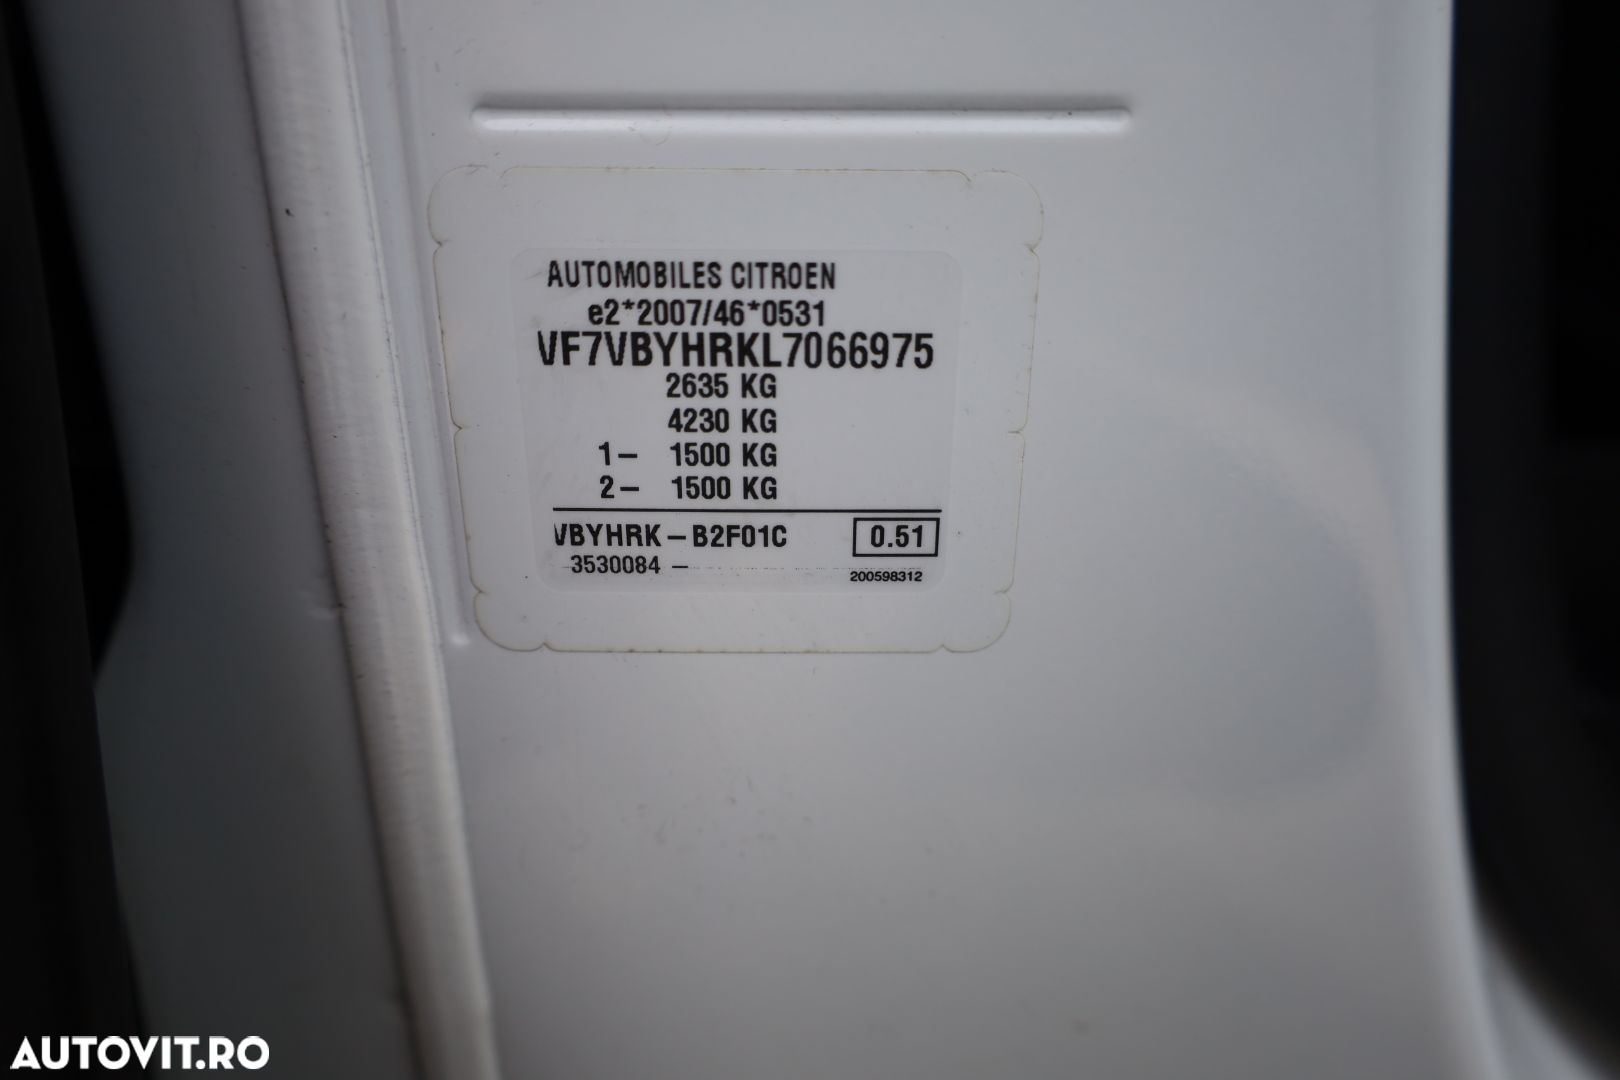 AUTOMOBILES CITROEN
e2*2007/46*0531
VF7VBYHRKL7066975
2635 KG
4230 KG
1- 1500 KG
2- 1500 KG
VBYHRK-B2F01C 0.51
3530084 -
200598312
AUTOVIT.RO